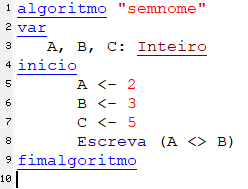 1 algoritmo "semnome"
2 var
3 A, B, C: Inteiro
4 inicio
5 A <- 2
6 B <- 3
7 C <- 5
8 Escreva (A <> B)
9 fimalgoritmo
10